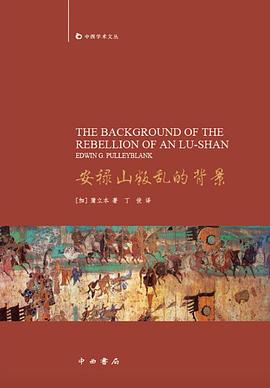 中西学术文丛
THE BACKGROUND OF THE
REBELLION OF AN LU-SHAN
EDWIN G. PULLEYBLANK
安禄山叛乱的背景
[加] 蒲立本 著 丁俊 译
中西书局